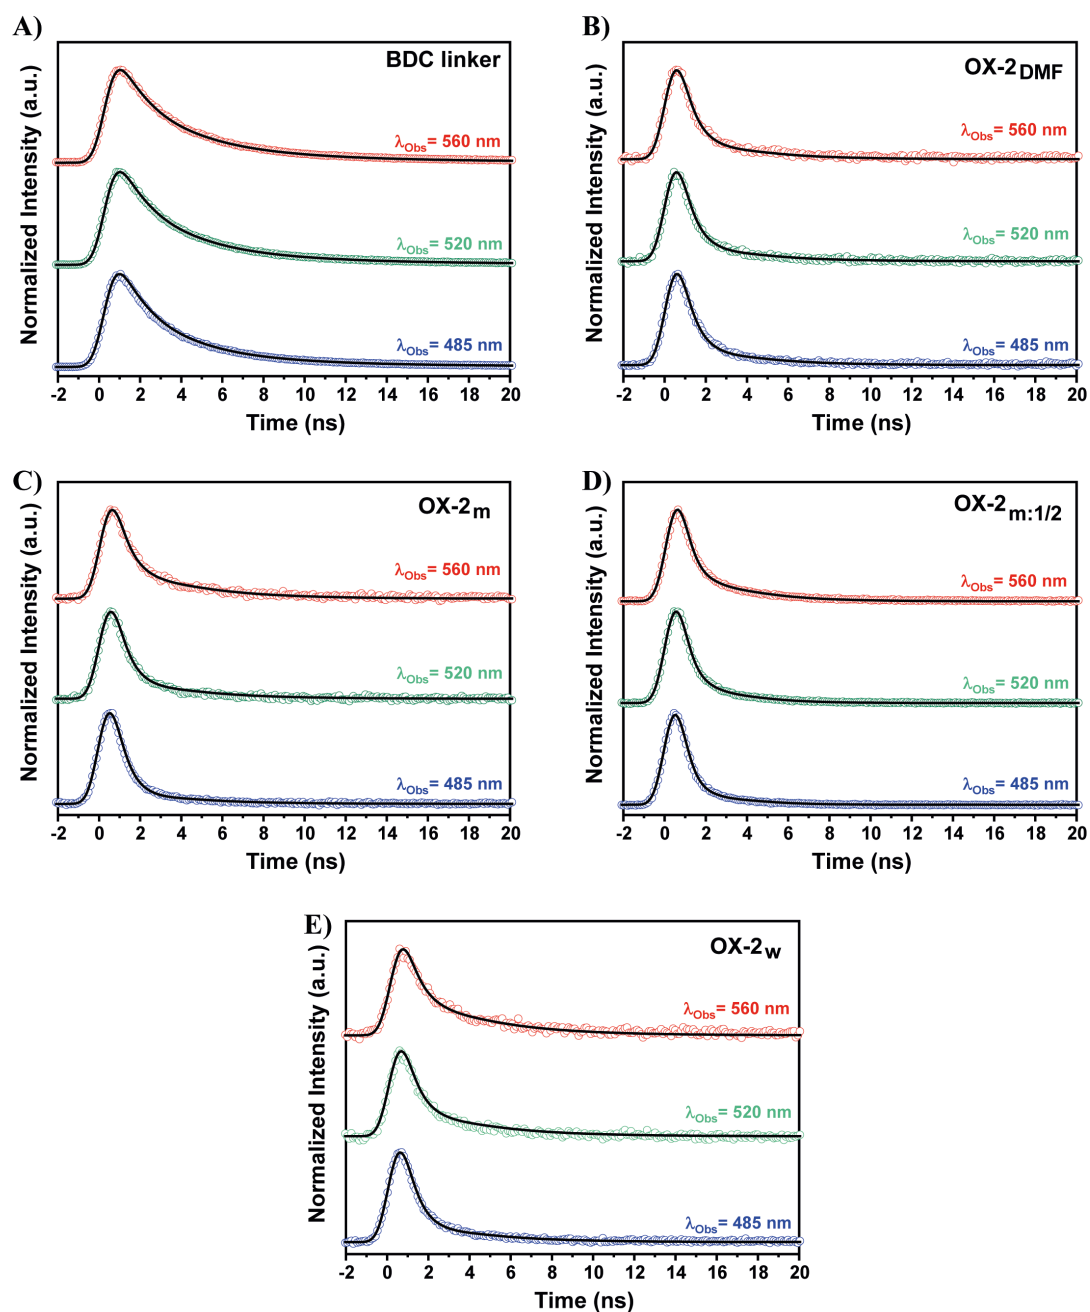 A)
BDC linker
λObs= 560 nm
λObs= 520 nm
λObs= 485 nm
Normalized Intensity (a.u.)
-2 0 2 4 6 8 10 12 14 16 18 20
Time (ns)
B)
OX-2DMF
λObs= 560 nm
λObs= 520 nm
λObs= 485 nm
Normalized Intensity (a.u.)
-2 0 2 4 6 8 10 12 14 16 18 20
Time (ns)
C)
OX-2m
λObs= 560 nm
λObs= 520 nm
λObs= 485 nm
Normalized Intensity (a.u.)
-2 0 2 4 6 8 10 12 14 16 18 20
Time (ns)
D)
OX-2m:1/2
λObs= 560 nm
λObs= 520 nm
λObs= 485 nm
Normalized Intensity (a.u.)
-2 0 2 4 6 8 10 12 14 16 18 20
Time (ns)
E)
OX-2w
λObs= 560 nm
λObs= 520 nm
λObs= 485 nm
Normalized Intensity (a.u.)
-2 0 2 4 6 8 10 12 14 16 18 20
Time (ns)